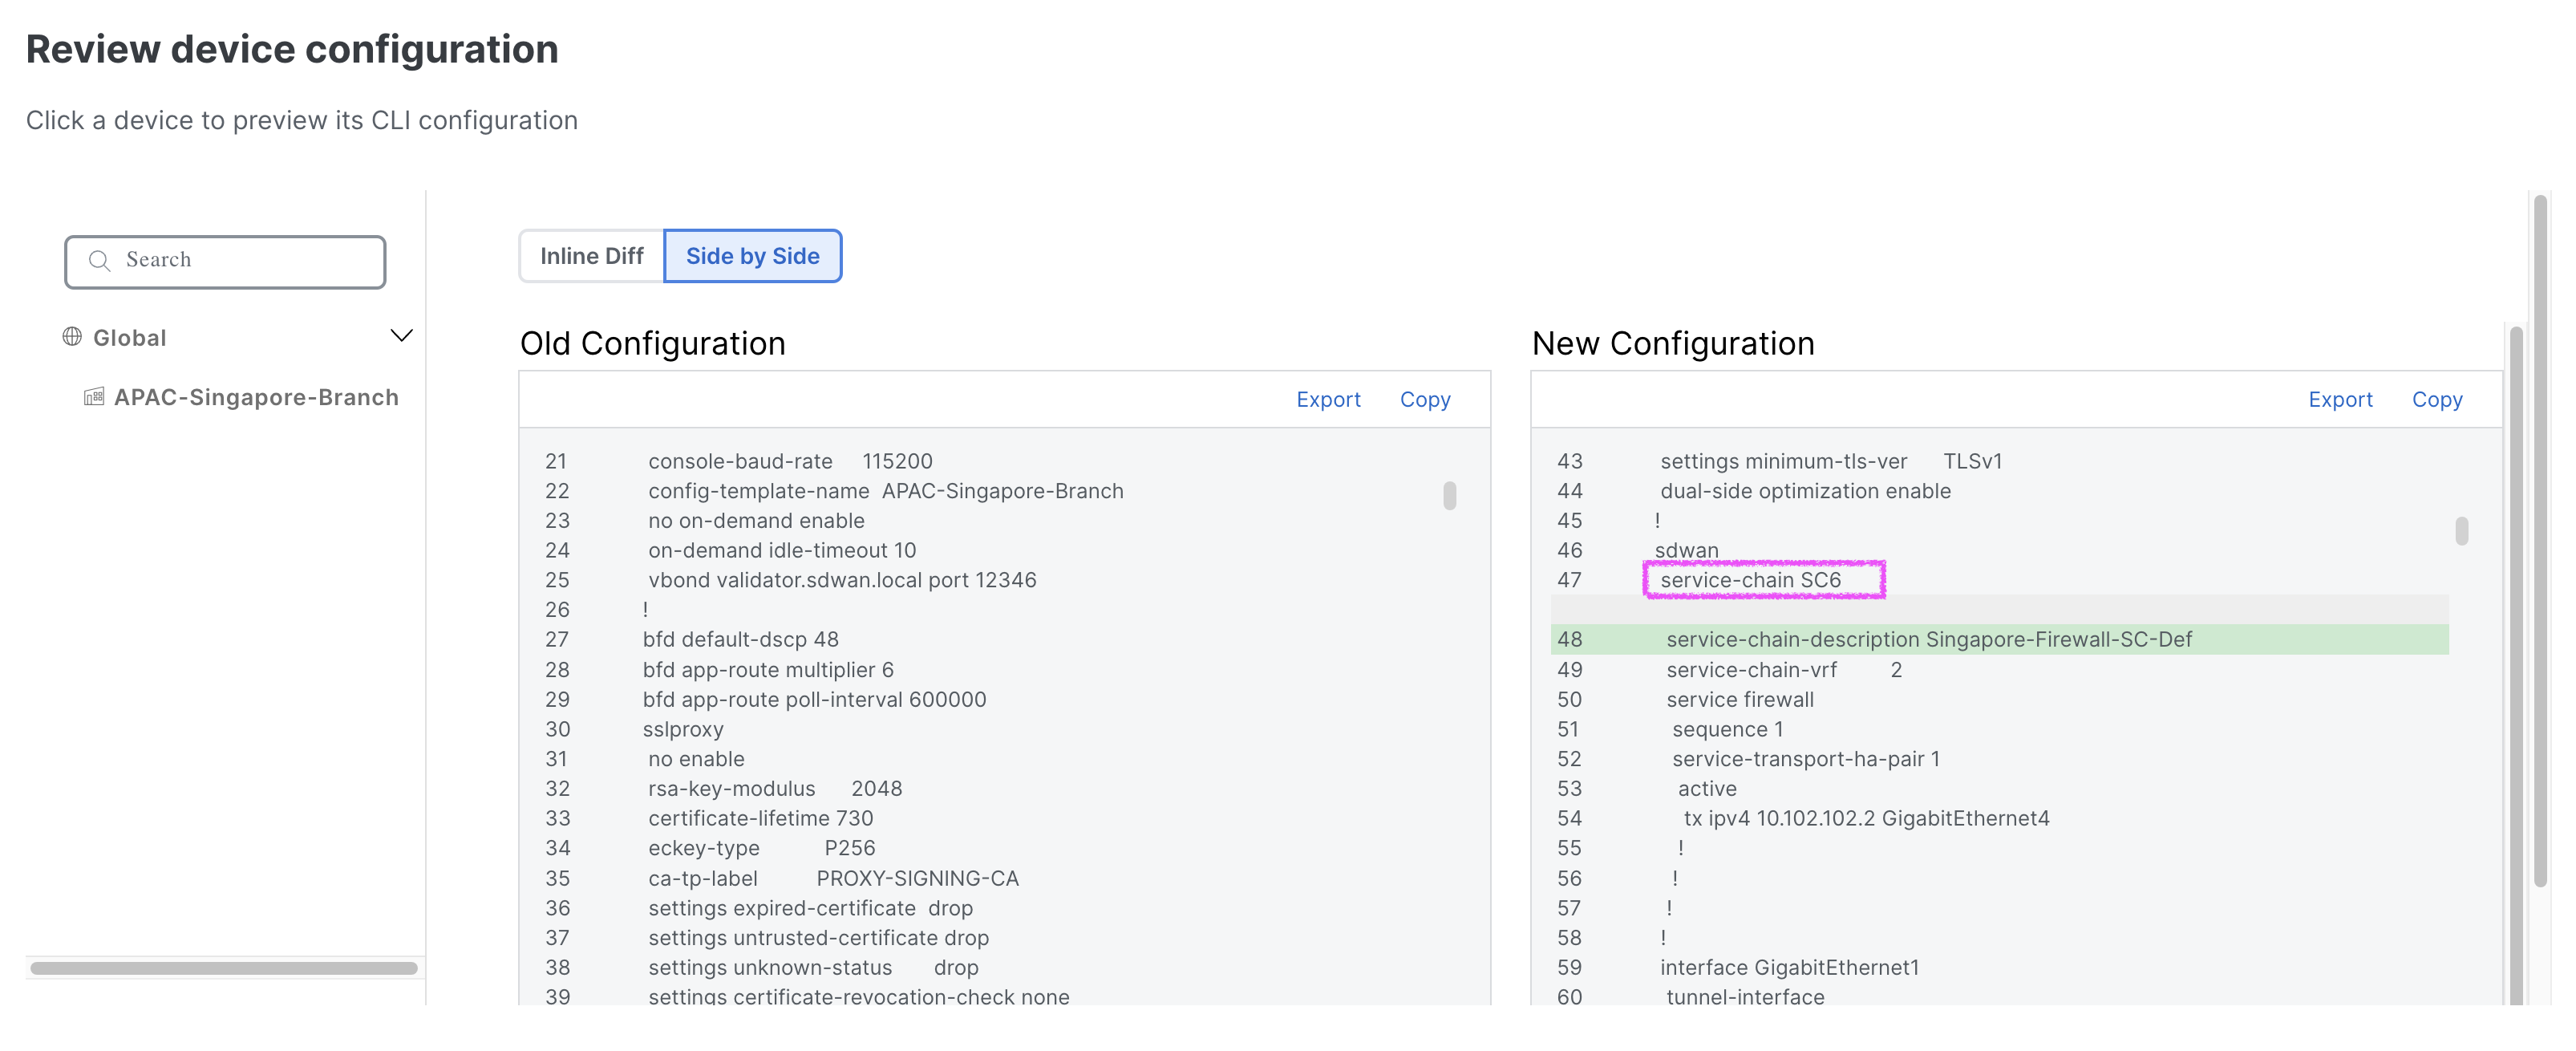 Review device configuration
Click a device to preview its CLI configuration
Search
Global
APAC-Singapore-Branch
Inline Diff
Side by Side
Old Configuration
Export Copy
21 console-baud-rate 115200
22 config-template-name APAC-Singapore-Branch
23 no on-demand enable
24 on-demand idle-timeout 10
25 vbond validator.sdwan.local port 12346
26 !
27 bfd default-dscp 48
28 bfd app-route multiplier 6
29 bfd app-route poll-interval 600000
30 sslproxy
31 no enable
32 rsa-key-modulus 2048
33 certificate-lifetime 730
34 eckey-type P256
35 ca-tp-label PROXY-SIGNING-CA
36 settings expired-certificate drop
37 settings untrusted-certificate drop
38 settings unknown-status drop
39 settings certificate-revocation-check none
New Configuration
Export Copy
43 settings minimum-tls-ver TLSv1
44 dual-side optimization enable
45 !
46 sdwan
47 service-chain SC6
48 service-chain-description Singapore-Firewall-SC-Def
49 service-chain-vrf 2
50 service firewall
51 sequence 1
52 service-transport-ha-pair 1
53 active
54 tx ipv4 10.102.102.2 GigabitEthernet4
55 !
56 !
57 !
58 !
59 interface GigabitEthernet1
60 tunnel-interface